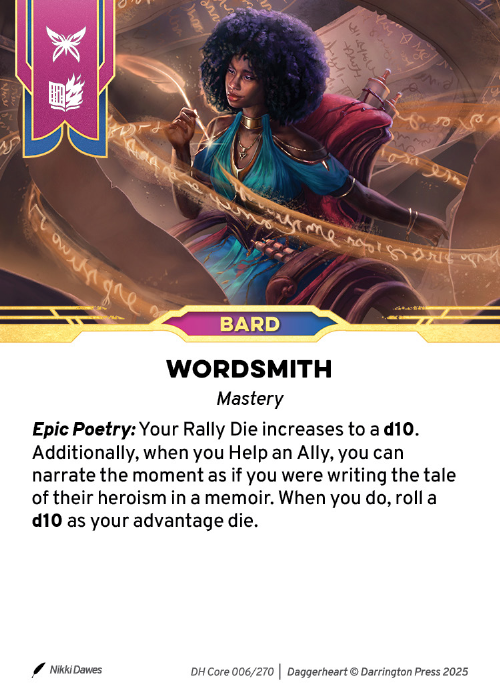 BARD
WORDSMITH
Mastery
Epic Poetry: Your Rally Die increases to a d10.
Additionally, when you Help an Ally, you can
narrate the moment as if you were writing the tale
of their heroism in a memoir. When you do, roll a
d10 as your advantage die.
Nikki Dawes
DH Core 006/270 | Daggerheart © Darrington Press 2025